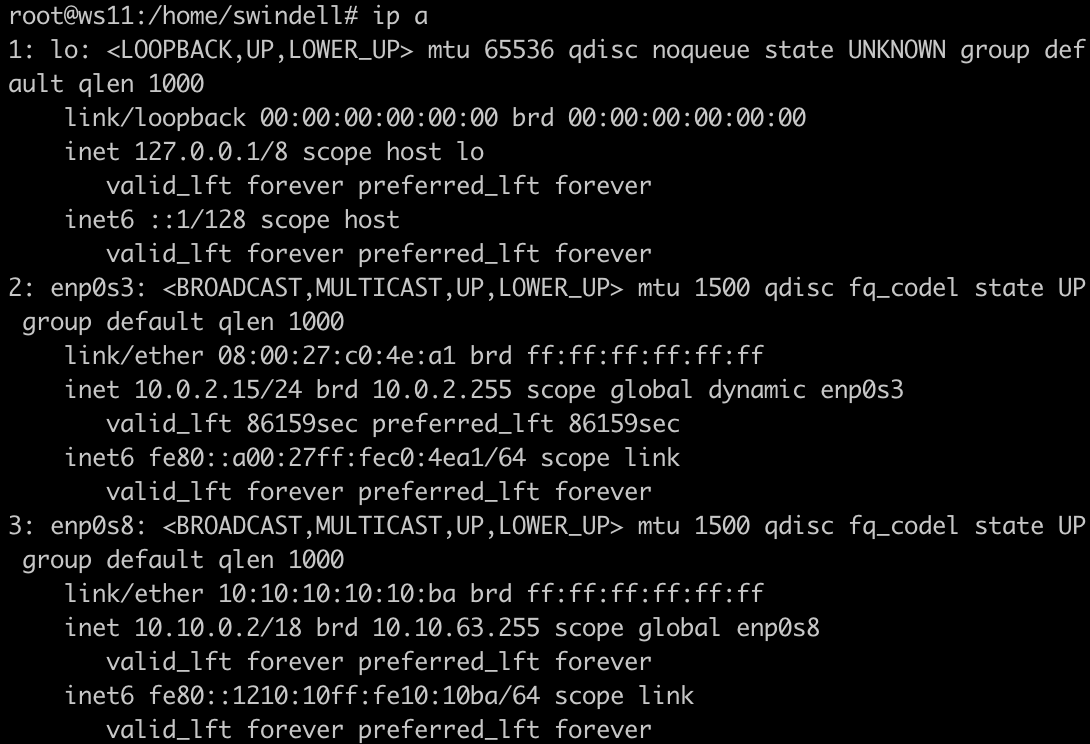 root@ws11:/home/swindell# ip a
1: lo: <LOOPBACK,UP,LOWER_UP> mtu 65536 qdisc noqueue state UNKNOWN group def
ault qlen 1000
    link/loopback 00:00:00:00:00:00 brd 00:00:00:00:00:00
    inet 127.0.0.1/8 scope host lo
       valid_lft forever preferred_lft forever
    inet6 ::1/128 scope host
       valid_lft forever preferred_lft forever
2: enp0s3: <BROADCAST,MULTICAST,UP,LOWER_UP> mtu 1500 qdisc fq_codel state UP
 group default qlen 1000
    link/ether 08:00:27:c0:4e:a1 brd ff:ff:ff:ff:ff:ff
    inet 10.0.2.15/24 brd 10.0.2.255 scope global dynamic enp0s3
       valid_lft 86159sec preferred_lft 86159sec
    inet6 fe80::a00:27ff:fec0:4ea1/64 scope link
       valid_lft forever preferred_lft forever
3: enp0s8: <BROADCAST,MULTICAST,UP,LOWER_UP> mtu 1500 qdisc fq_codel state UP
 group default qlen 1000
    link/ether 10:10:10:10:10:ba brd ff:ff:ff:ff:ff:ff
    inet 10.10.0.2/18 brd 10.10.63.255 scope global enp0s8
       valid_lft forever preferred_lft forever
    inet6 fe80::1210:10ff:fe10:10ba/64 scope link
       valid_lft forever preferred_lft forever